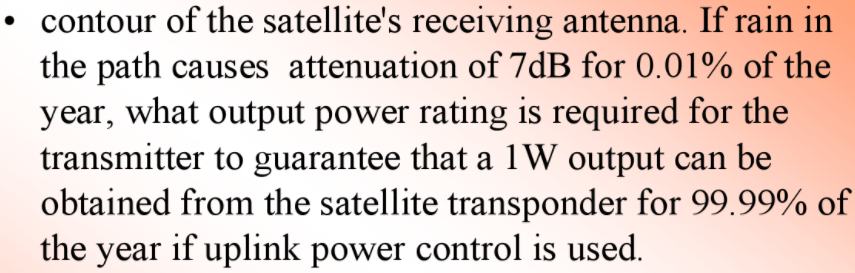 • contour of the satellite's receiving antenna. If rain in
the path causes attenuation of 7dB for 0.01% of the
year, what output power rating is required for the
transmitter to guarantee that a 1W output can be
obtained from the satellite transponder for 99.99% of
the year if uplink power control is used.